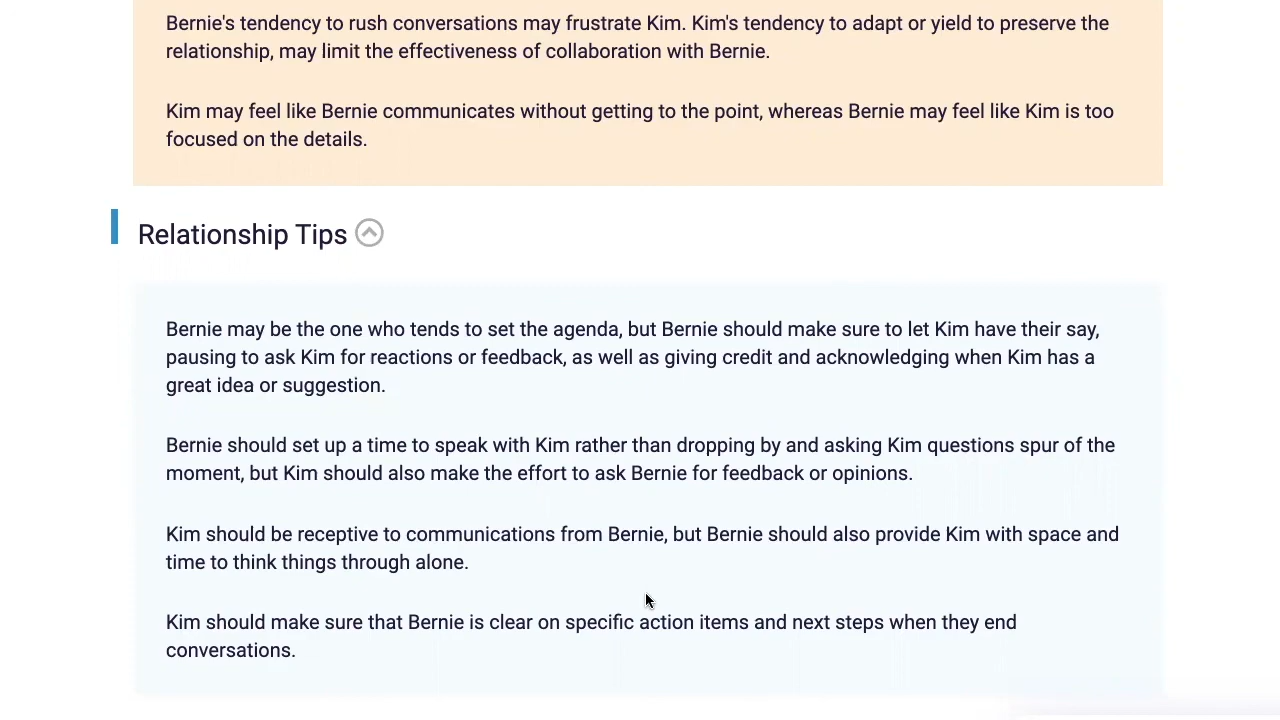 Bernie's tendency to rush conversations may frustrate Kim. Kim's tendency to adapt or yield to preserve the
relationship, may limit the effectiveness of collaboration with Bernie.
Kim may feel like Bernie communicates without getting to the point, whereas Bernie may feel like Kim is too
focused on the details.
Relationship Tips
Bernie may be the one who tends to set the agenda, but Bernie should make sure to let Kim have their say,
pausing to ask Kim for reactions or feedback, as well as giving credit and acknowledging when Kim has a
great idea or suggestion.
Bernie should set up a time to speak with Kim rather than dropping by and asking Kim questions spur of the
moment, but Kim should also make the effort to ask Bernie for feedback or opinions.
Kim should be receptive to communications from Bernie, but Bernie should also provide Kim with space and
time to think things through alone.
Kim should make sure that Bernie is clear on specific action items and next steps when they end
conversations.